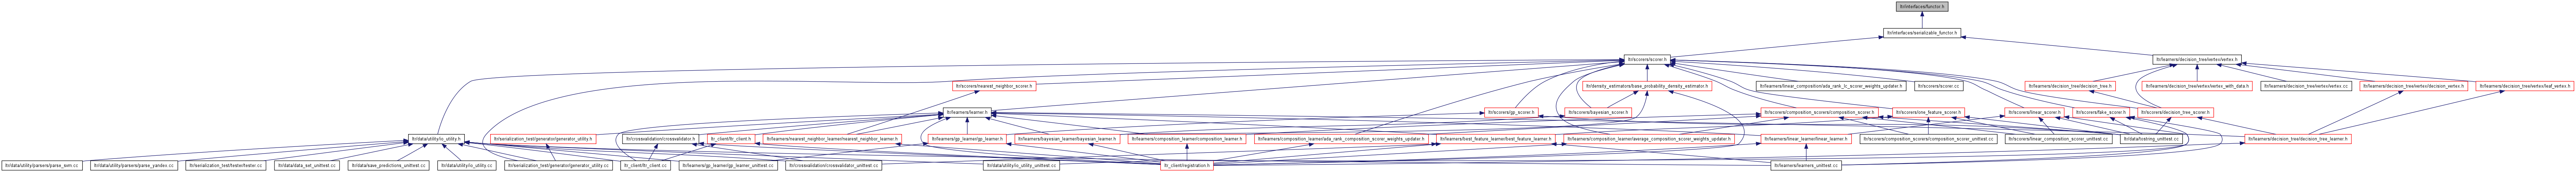 ltr/interfaces/functor.h
ltr/interfaces/serializable_functor.h
ltr/scorers/scorer.h
ltr/learners/decision_tree/vertex/vertex.h
ltr/scorers/nearest_neighbor_scorer.h
ltr/density_estimators/base_probability_density_estimator.h
ltr/learners/linear_composition/ada_rank_lc_scorer_weights_updater.h
ltr/scorers/scorer.cc
ltr/learners/decision_tree/decision_tree.h
ltr/learners/decision_tree/vertex/vertex_with_data.h
ltr/learners/decision_tree/vertex/vertex.cc
ltr/learners/decision_tree/vertex/decision_vertex.h
ltr/learners/decision_tree/vertex/leaf_vertex.h
ltr/learners/learner.h
ltr/scorers/gp_scorer.h
ltr/scorers/bayesian_scorer.h
ltr/scorers/composition_scorers/composition_scorer.h
ltr/scorers/one_feature_scorer.h
ltr/scorers/linear_scorer.h
ltr/scorers/fake_scorer.h
ltr/scorers/decision_tree_scorer.h
ltr/data/utility/io_utility.h
ltr/serialization_test/generator/generator_utility.h
ltr/crossvalidation/crossvalidator.h
ltr_client/ltr_client.h
ltr/learners/nearest_neighbor_learner/nearest_neighbor_learner.h
ltr/learners/gp_learner/gp_learner.h
ltr/learners/bayesian_learner/bayesian_learner.h
ltr/learners/composition_learner/composition_learner.h
ltr/learners/composition_learner/ada_rank_composition_scorer_weights_updater.h
ltr/learners/best_feature_learner/best_feature_learner.h
ltr/learners/composition_learner/average_composition_scorer_weights_updater.h
ltr/learners/linear_learner/linear_learner.h
ltr/scorers/composition_scorers/composition_scorer_unittest.cc
ltr/scorers/linear_composition_scorer_unittest.cc
ltr/data/tostring_unittest.cc
ltr/learners/decision_tree/decision_tree_learner.h
ltr/data/utility/parsers/parse_svm.cc
ltr/data/utility/parsers/parse_yandex.cc
ltr/serialization_test/tester/tester.cc
ltr/data/data_set_unittest.cc
ltr/data/save_predictions_unittest.cc
ltr/data/utility/io_utility.cc
ltr/serialization_test/generator/generator_utility.cc
ltr_client/ltr_client.cc
ltr/learners/gp_learner/gp_learner_unittest.cc
ltr/crossvalidation/crossvalidator_unittest.cc
ltr/data/utility/io_utility_unittest.cc
ltr_client/registration.h
ltr/learners/learners_unittest.cc